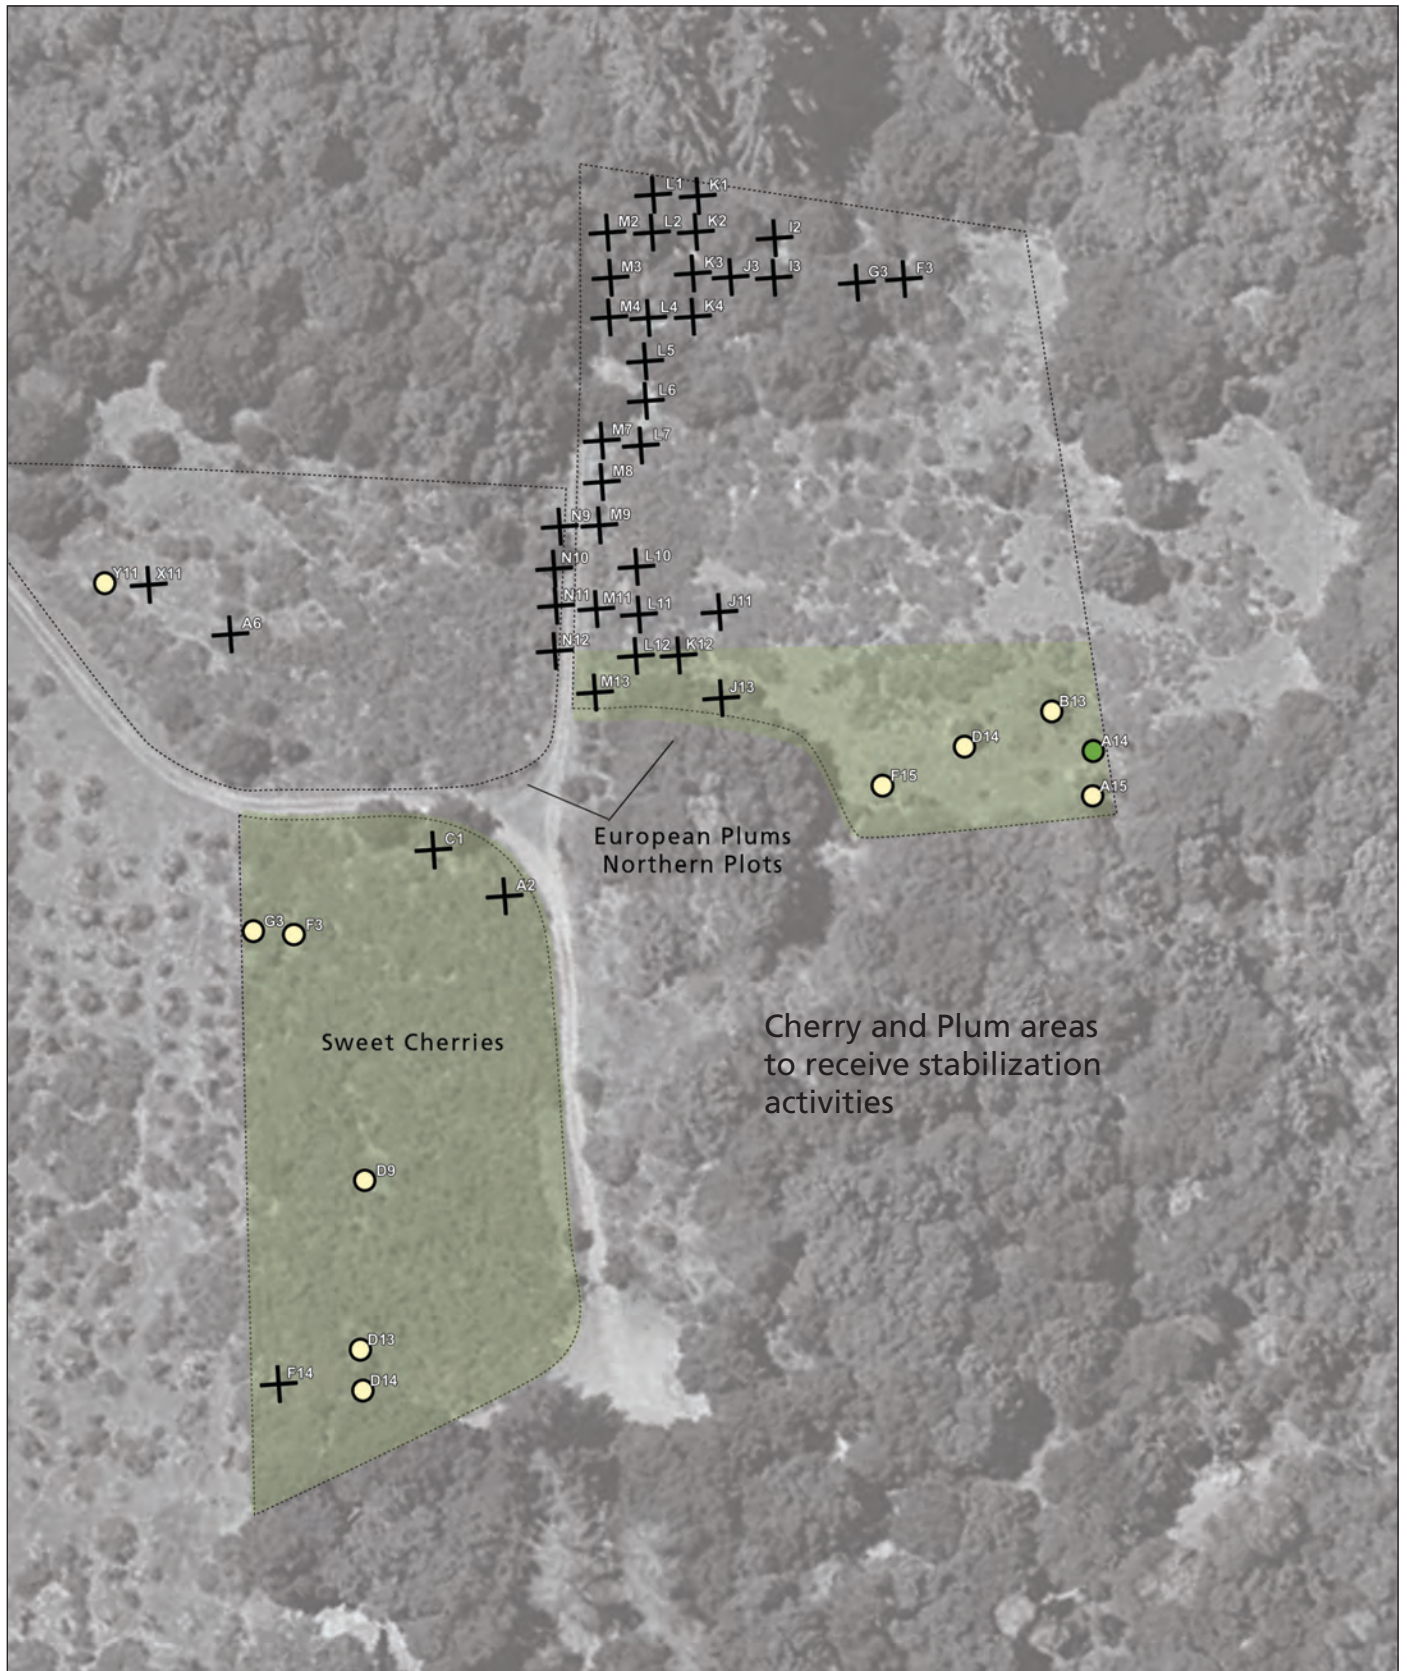 L1 K1
M2 L2 K2 I2
M3 K3 J3 I3 G3 F3
M4 L4 K4
L5
L6
M7 L7
M8
N9 M9
N10 L10
Y11 X11 N11 M11 L11 J11
A6
N12 L12 K12
M13 J13
B13
D14 A14
F15 A15
European Plums
Northern Plots
C1
A2
G3 F3
Sweet Cherries
Cherry and Plum areas
to receive stabilization
activities
D9
D13
F14 D14